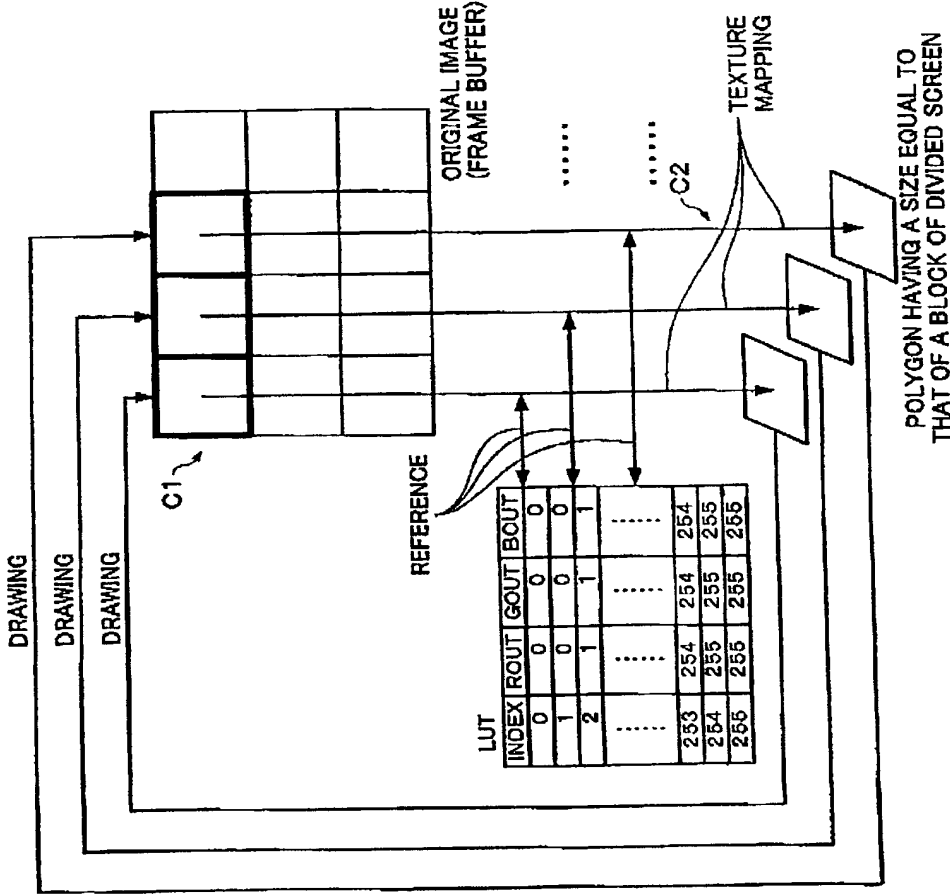 DRAWING
DRAWING
DRAWING
C1
REFERENCE
ORIGINAL IMAGE
(FRAME BUFFER)
LUT
INDEX ROUT GOUT BOUT
0 0 0 0
1 0 0 0
2 1 1 1
...... ...... ...... ......
253 254 254 254
254 255 255 255
255 255 255 255
......
......
C2
TEXTURE
MAPPING
POLYGON HAVING A SIZE EQUAL TO
THAT OF A BLOCK OF DIVIDED SCREEN